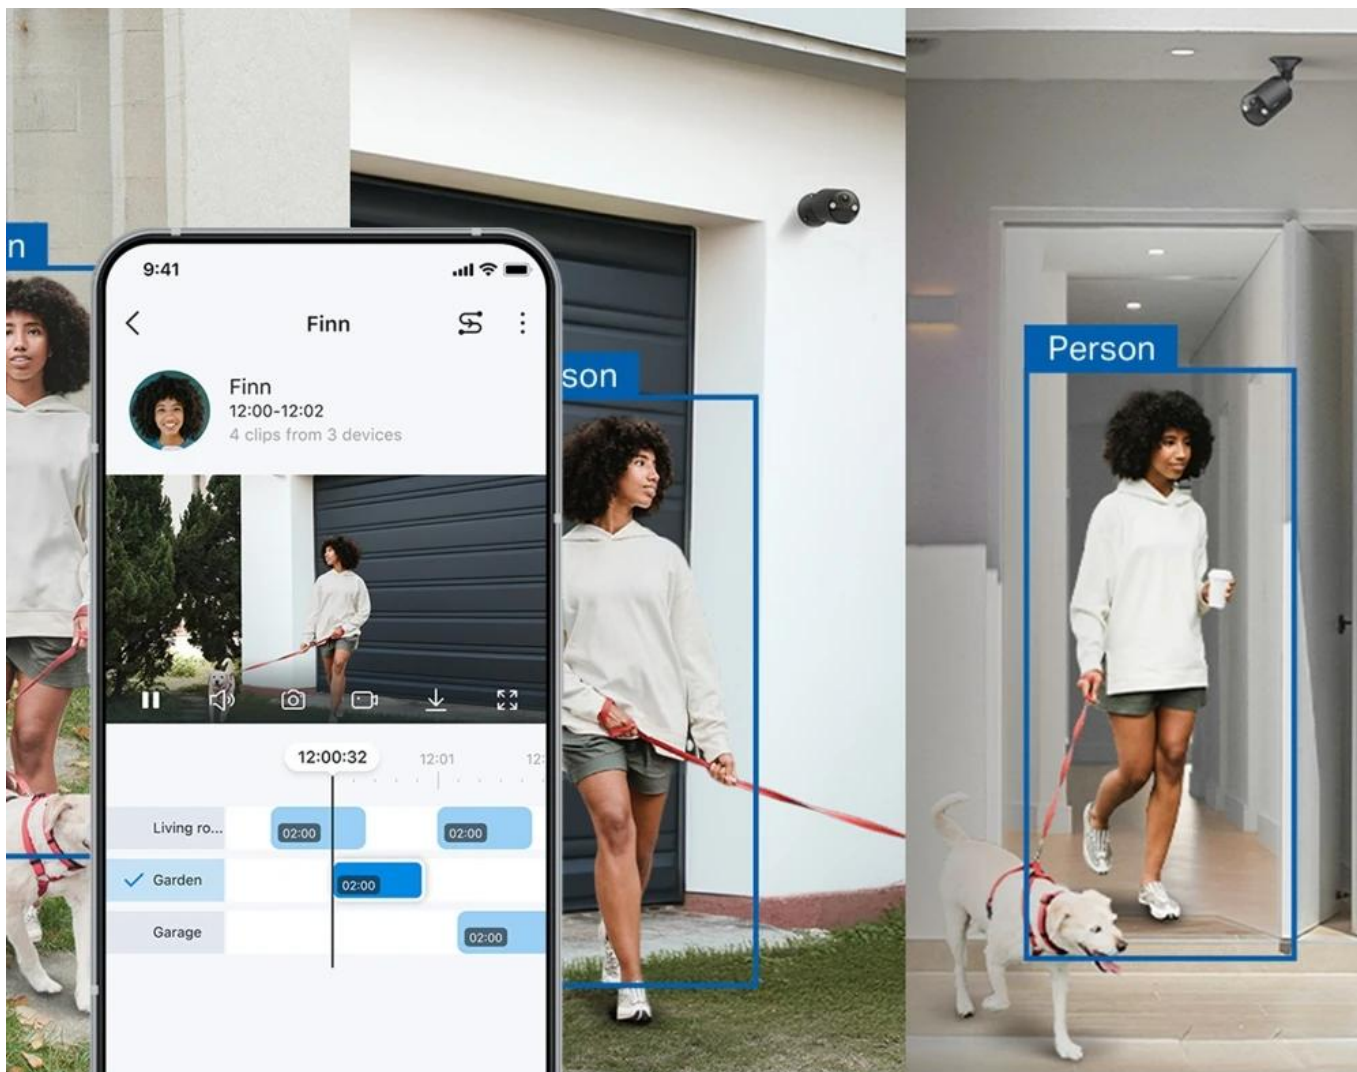 n
9:41
Finn
Finn
12:00-12:02
4 clips from 3 devices
12:00:32
12:01
12:
Living ro...
02:00
02:00
Garden
02:00
Garage
02:00
son
Person